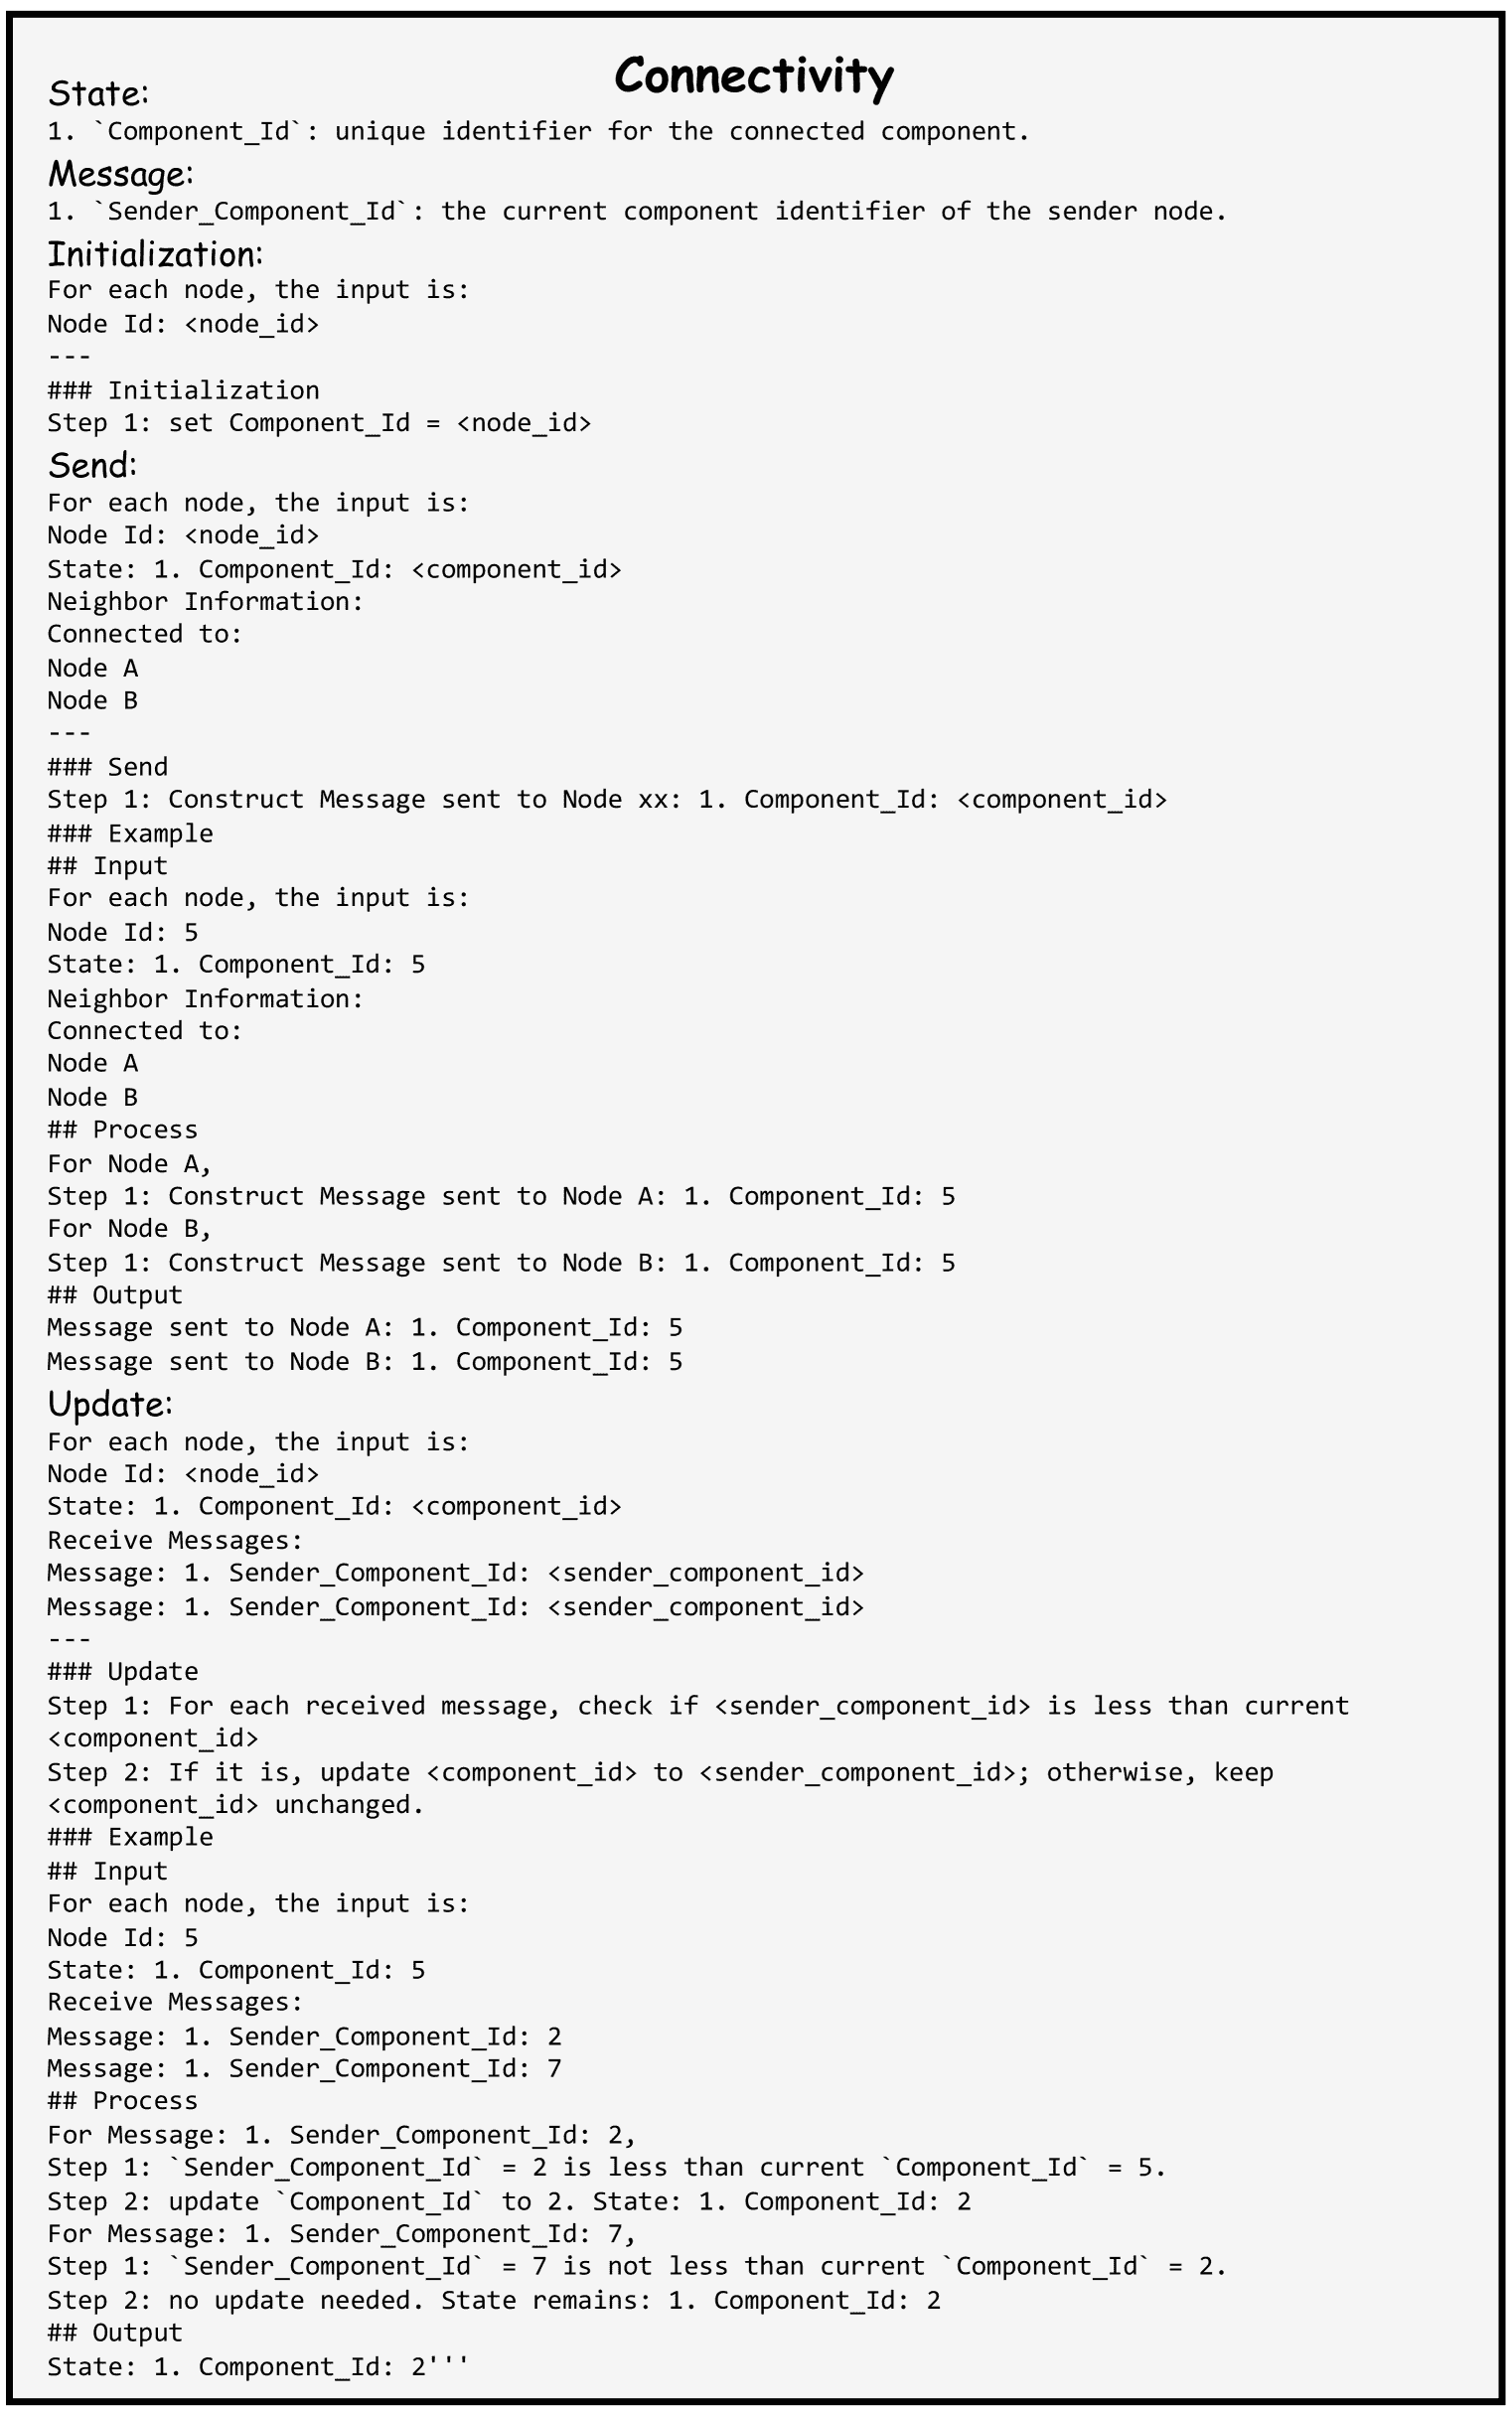 Connectivity
State:
1. `Component_Id`: unique identifier for the connected component.
Message:
1. `Sender_Component_Id`: the current component identifier of the sender node.
Initialization:
For each node, the input is:
Node Id: <node_id>
---
### Initialization
Step 1: set Component_Id = <node_id>
Send:
For each node, the input is:
Node Id: <node_id>
State: 1. Component_Id: <component_id>
Neighbor Information:
Connected to:
Node A
Node B
---
### Send
Step 1: Construct Message sent to Node xx: 1. Component_Id: <component_id>
### Example
## Input
For each node, the input is:
Node Id: 5
State: 1. Component_Id: 5
Neighbor Information:
Connected to:
Node A
Node B
## Process
For Node A,
Step 1: Construct Message sent to Node A: 1. Component_Id: 5
For Node B,
Step 1: Construct Message sent to Node B: 1. Component_Id: 5
## Output
Message sent to Node A: 1. Component_Id: 5
Message sent to Node B: 1. Component_Id: 5
Update:
For each node, the input is:
Node Id: <node_id>
State: 1. Component_Id: <component_id>
Receive Messages:
Message: 1. Sender_Component_Id: <sender_component_id>
Message: 1. Sender_Component_Id: <sender_component_id>
---
### Update
Step 1: For each received message, check if <sender_component_id> is less than current
<component_id>
Step 2: If it is, update <component_id> to <sender_component_id>; otherwise, keep
<component_id> unchanged.
### Example
## Input
For each node, the input is:
Node Id: 5
State: 1. Component_Id: 5
Receive Messages:
Message: 1. Sender_Component_Id: 2
Message: 1. Sender_Component_Id: 7
## Process
For Message: 1. Sender_Component_Id: 2,
Step 1: `Sender_Component_Id` = 2 is less than current `Component_Id` = 5.
Step 2: update `Component_Id` to 2. State: 1. Component_Id: 2
For Message: 1. Sender_Component_Id: 7,
Step 1: `Sender_Component_Id` = 7 is not less than current `Component_Id` = 2.
Step 2: no update needed. State remains: 1. Component_Id: 2
## Output
State: 1. Component_Id: 2'''